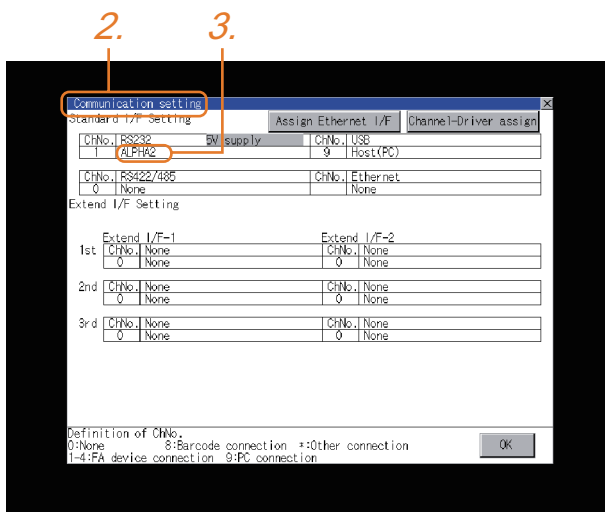 2. 3.
Communication setting
Standard I/F Setting Assign Ethernet I/F Channel-Driver assign
ChNo. RS232 5V supply ChNo. USB
1 ALPHA2 9 Host(PC)
ChNo. RS422/485 ChNo. Ethernet
0 None None
Extend I/F Setting
Extend I/F-1 Extend I/F-2
1st ChNo. None ChNo. None
0 None 0 None
2nd ChNo. None ChNo. None
0 None 0 None
3rd ChNo. None ChNo. None
0 None 0 None
Definition of ChNo.
0:None 8:Barcode connection *:Other connection OK
1-4:FA device connection 9:PC connection